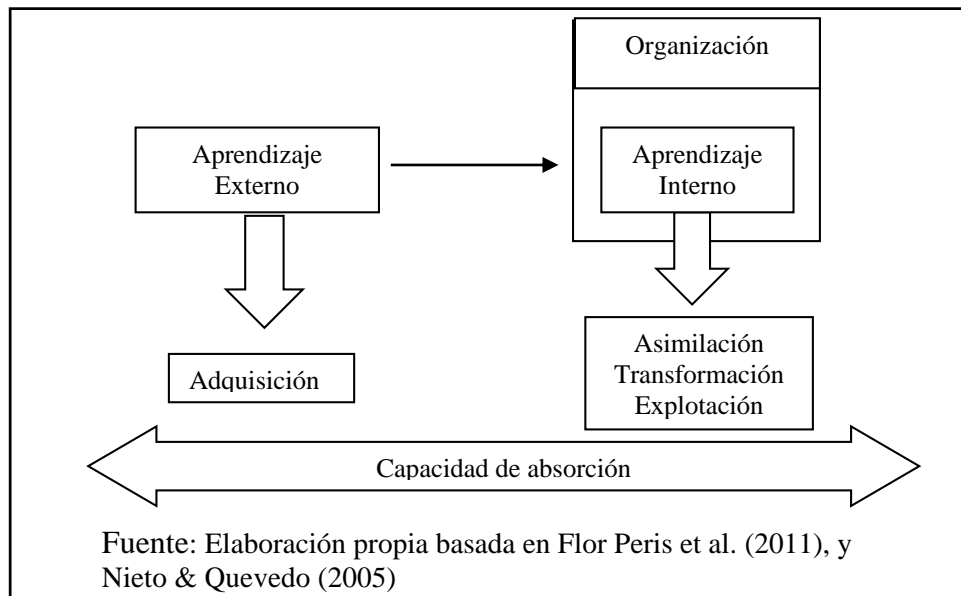 Organización
Aprendizaje
Externo
Aprendizaje
Interno
Adquisición
Asimilación
Transformación
Explotación
Capacidad de absorción
Fuente: Elaboración propia basada en Flor Peris et al. (2011), y
Nieto & Quevedo (2005)